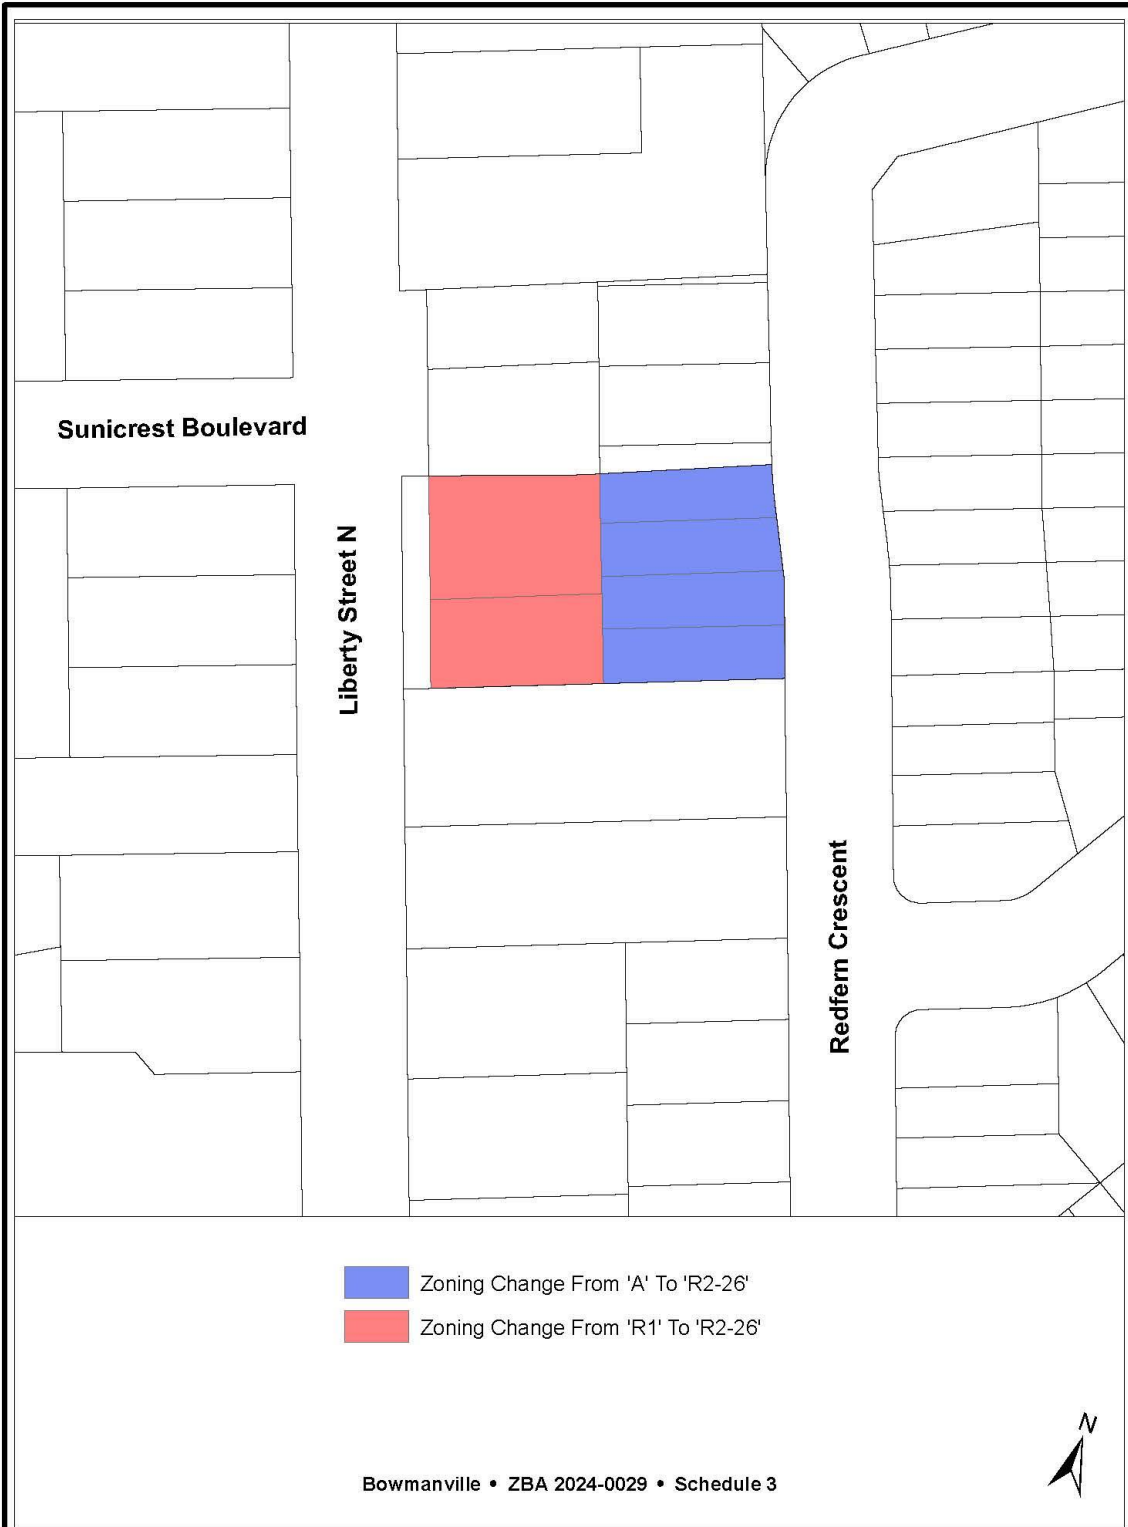 Sunicrest Boulevard
Liberty Street N
Redfern Crescent
Zoning Change From 'A' To 'R2-26'
Zoning Change From 'R1' To 'R2-26'
N
Bowmanville • ZBA 2024-0029 • Schedule 3